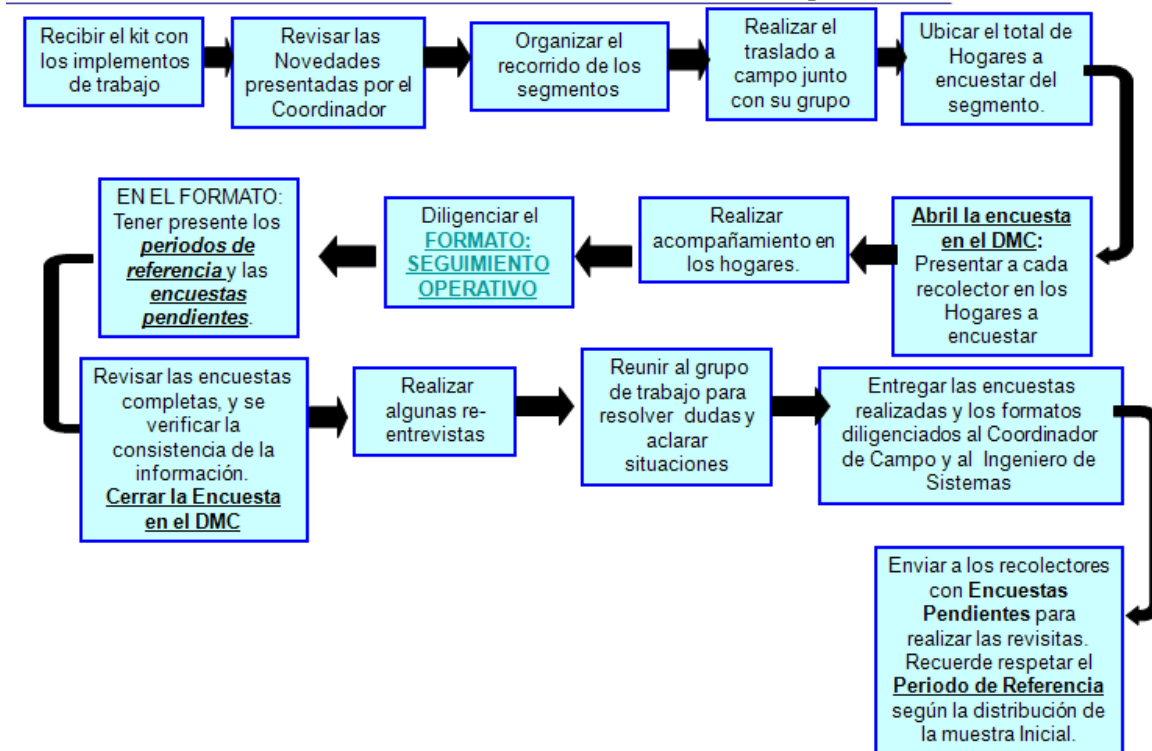 Recibir el kit con
los implementos
de trabajo
Revisar las
Novedades
presentadas por el
Coordinador
Organizar el
recorrido de los
segmentos
Realizar el
traslado a
campo junto
con su grupo
Ubicar el total de
Hogares a
encuestar del
segmento.
Abril la encuesta
en el DMC:
Presentar a cada
recolector en los
Hogares a
encuestar
Realizar
acompañamiento en
los hogares.
Diligenciar el
FORMATO:
SEGUIMIENTO
OPERATIVO
EN EL FORMATO:
Tener presente los
periodos de
referencia y las
encuestas
pendientes.
Revisar las encuestas
completas, y se
verificar la
consistencia de la
información.
Cerrar la Encuesta
en el DMC
Realizar
algunas re-
entrevistas
Reunir al grupo
de trabajo para
resolver dudas y
aclarar
situaciones
Entregar las encuestas
realizadas y los formatos
diligenciados al Coordinador
de Campo y al Ingeniero de
Sistemas
Enviar a los recolectores
con Encuestas
Pendientes para
realizar las revisitas.
Recuerde respetar el
Periodo de Referencia
según la distribución de
la muestra Inicial.